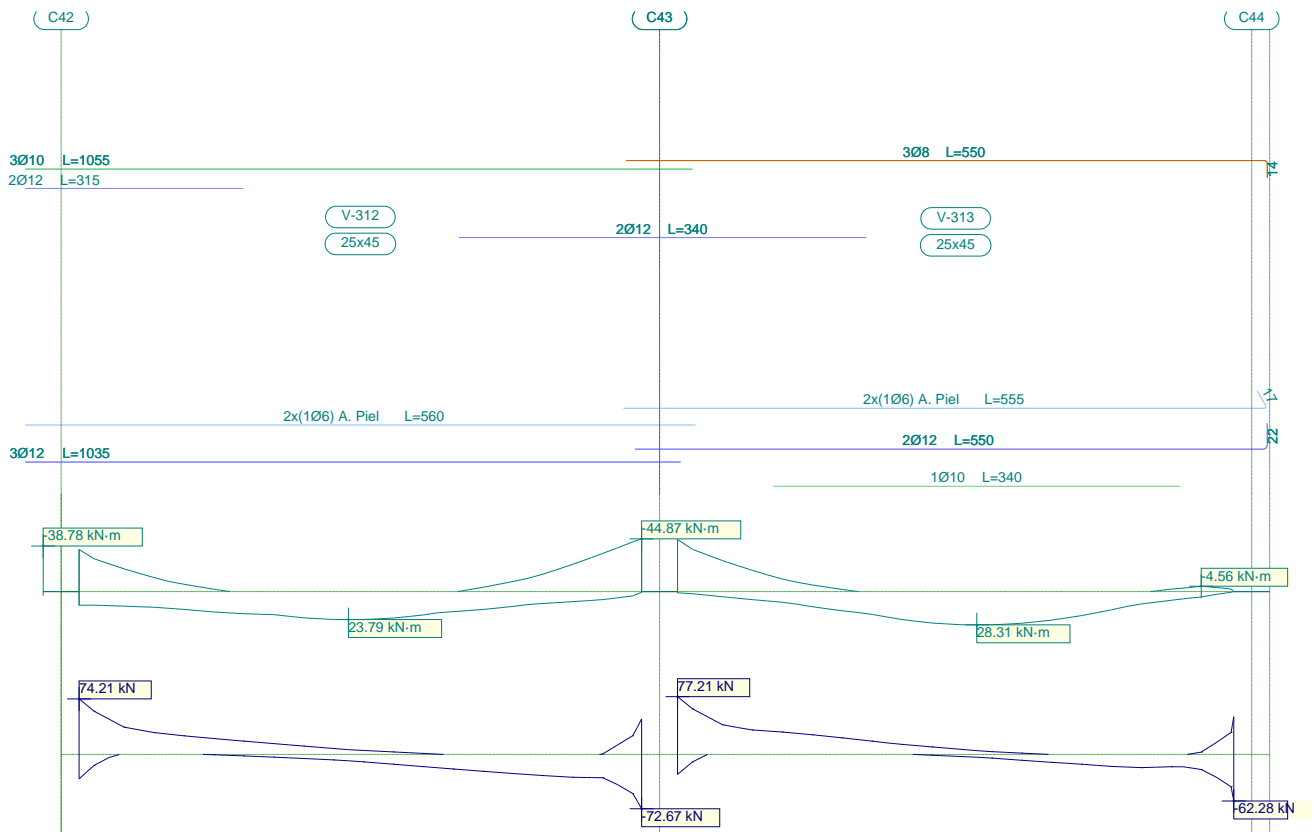 C42
C43
C44
3Ø8 L=550
3Ø10 L=1055
14
2Ø12 L=315
V-312
V-313
2Ø12 L=340
25x45
25x45
17
2x(1Ø6) A. Piel L=555
2x(1Ø6) A. Piel L=560
22
2Ø12 L=550
3Ø12 L=1035
1Ø10 L=340
-38.78 kN·m
-44.87 kN·m
-4.56 kN·m
23.79 kN·m
28.31 kN·m
74.21 kN
77.21 kN
-72.67 kN
-62.28 kN